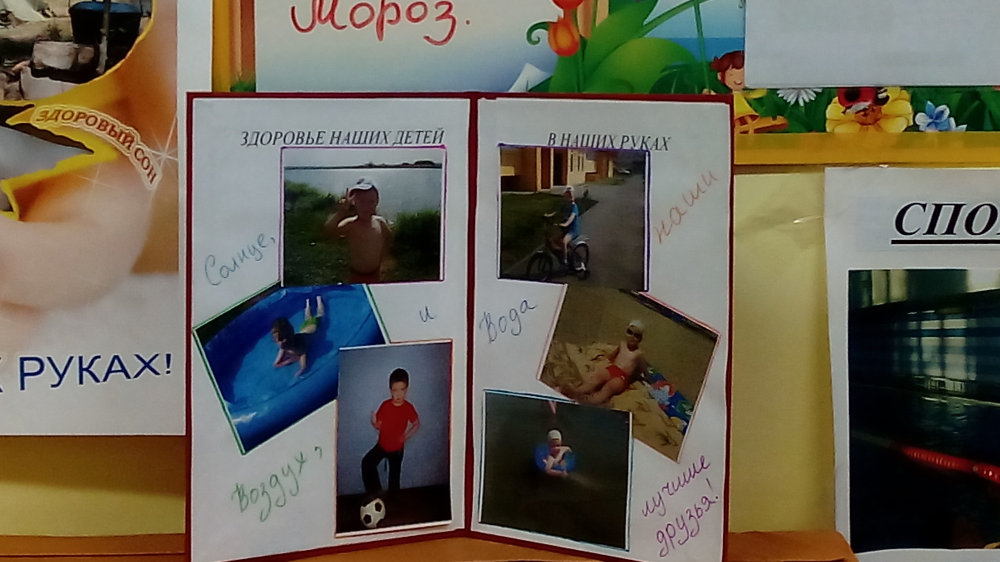 Мороз.
ЗДОРОВЫЙ СОН
РУКАХ!
ЗДОРОВЬЕ НАШИХ ДЕТЕЙ
В НАШИХ РУКАХ
Солнце,
Воздух,
и
Вода
наши
лучшие
друзья!
СПО